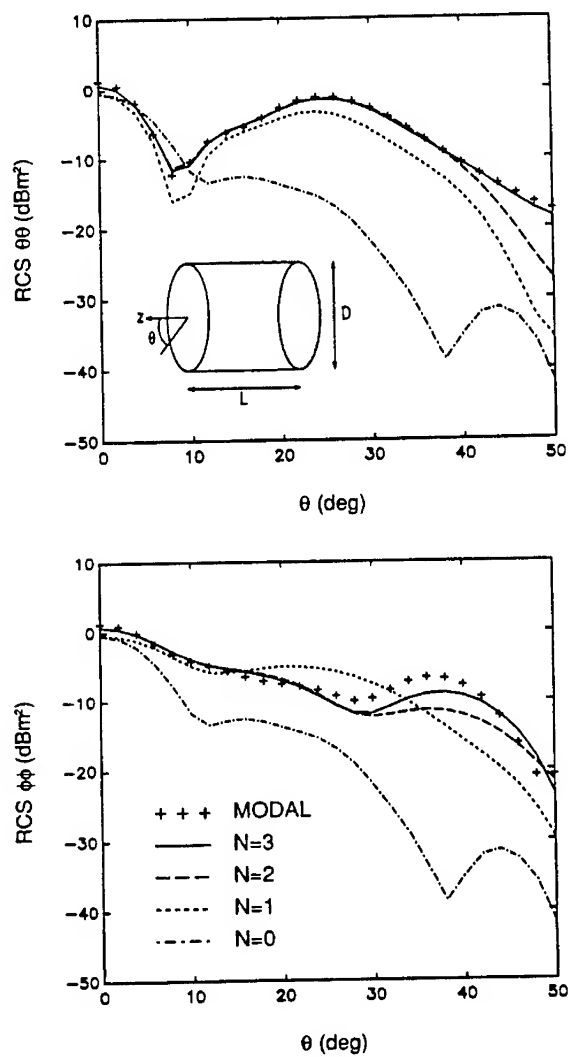 10
0
−10
−20
−30
−40
−50
RCS θθ (dBm²)
z
θ
D
L
0
10
20
30
40
50
θ (deg)
10
0
−10
−20
−30
−40
−50
RCS ϕϕ (dBm²)
+ + + MODAL
N=3
N=2
N=1
N=0
0
10
20
30
40
50
θ (deg)